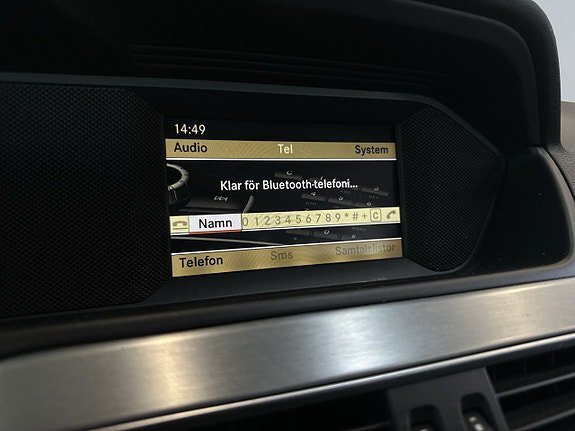 14:49
Audio Tel System
Klar för Bluetooth-telefoni...
Namn 0 1 2 3 4 5 6 7 8 9 * # + C
Telefon Sms Samtalslistor